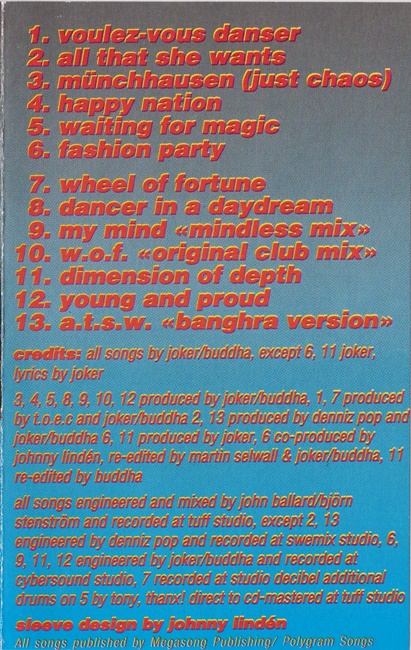 1. voulez-vous danser
2. all that she wants
3. münchhausen (just chaos)
4. happy nation
5. waiting for magic
6. fashion party
7. wheel of fortune
8. dancer in a daydream
9. my mind «mindless mix»
10. w.o.f. «original club mix»
11. dimension of depth
12. young and proud
13. a.t.s.w. «banghra version»
credits: all songs by joker/buddha, except 6, 11 joker,
lyrics by joker
3, 4, 5, 8, 9, 10, 12 produced by joker/buddha, 1, 7 produced
by t.o.e.c and joker/buddha 2, 13 produced by denniz pop and
joker/buddha 6, 11 produced by joker, 6 co-produced by
johnny lindén, re-edited by martin selwall & joker/buddha, 11
re-edited by buddha
all songs engineered and mixed by john ballard/björn
stenström and recorded at tuff studio, except 2, 13
engineered by denniz pop and recorded at swemix studio, 6,
9, 11, 12 engineered by joker/buddha and recorded at
cybersound studio, 7 recorded at studio decibel additional
drums on 5 by tony, thanx! direct to cd-mastered at tuff studio
sleeve design by johnny lindén
All songs published by Megasong Publishing/ Polygram Songs